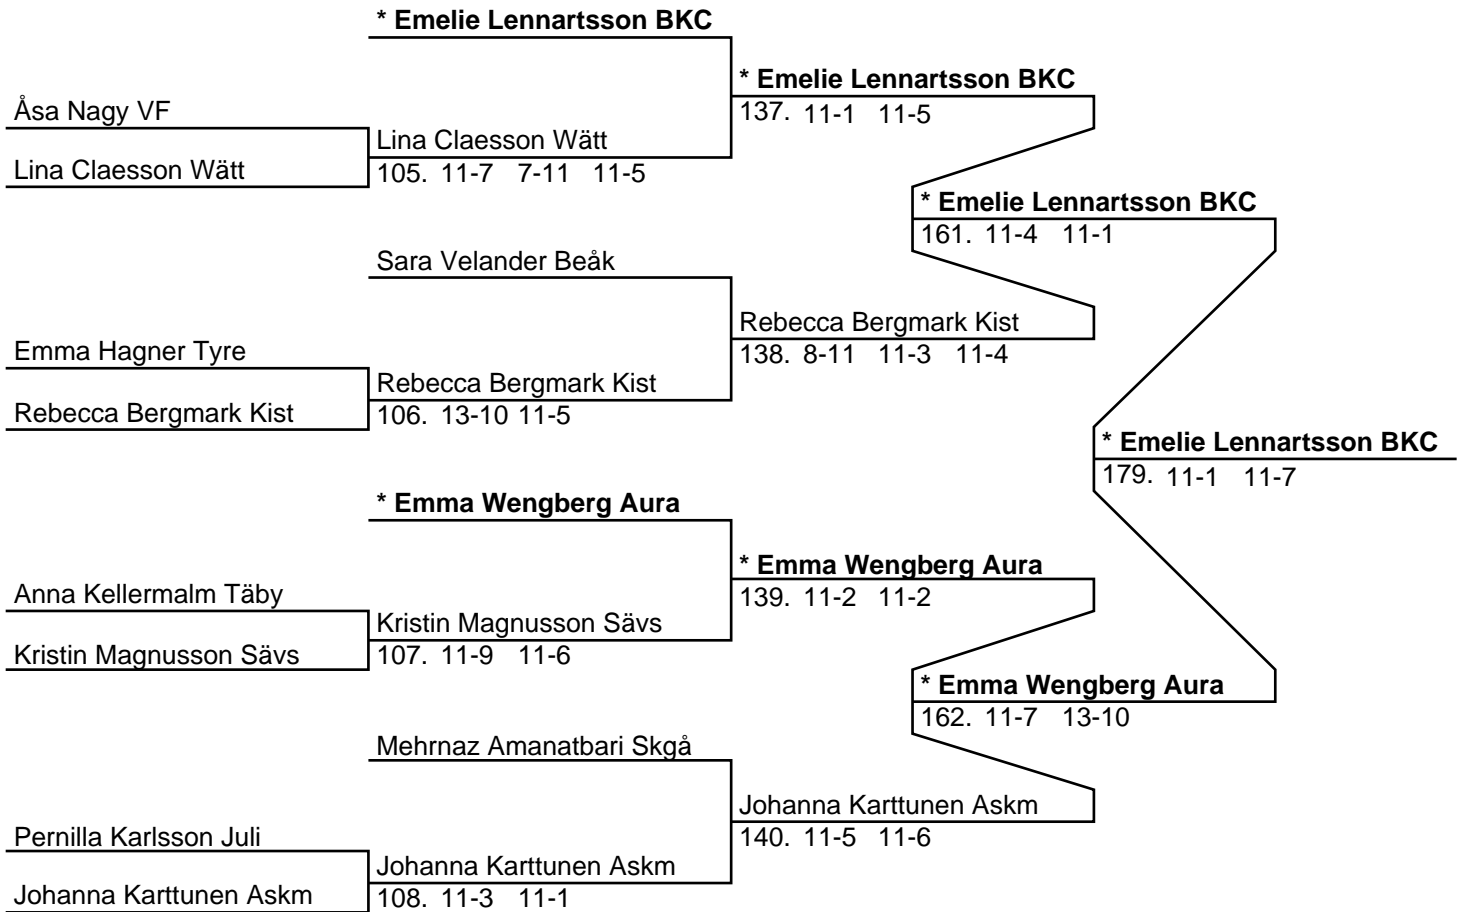 * Emelie Lennartsson BKC
* Emelie Lennartsson BKC
Åsa Nagy VF
137. 11-1 11-5
Lina Claesson Wätt
Lina Claesson Wätt
105. 11-7 7-11 11-5
* Emelie Lennartsson BKC
161. 11-4 11-1
Sara Velander Beåk
Rebecca Bergmark Kist
Emma Hagner Tyre
138. 8-11 11-3 11-4
Rebecca Bergmark Kist
Rebecca Bergmark Kist
106. 13-10 11-5
* Emelie Lennartsson BKC
179. 11-1 11-7
* Emma Wengberg Aura
* Emma Wengberg Aura
Anna Kellermalm Täby
139. 11-2 11-2
Kristin Magnusson Sävs
Kristin Magnusson Sävs
107. 11-9 11-6
* Emma Wengberg Aura
162. 11-7 13-10
Mehrnaz Amanatbari Skgå
Johanna Karttunen Askm
Pernilla Karlsson Juli
140. 11-5 11-6
Johanna Karttunen Askm
Johanna Karttunen Askm
108. 11-3 11-1